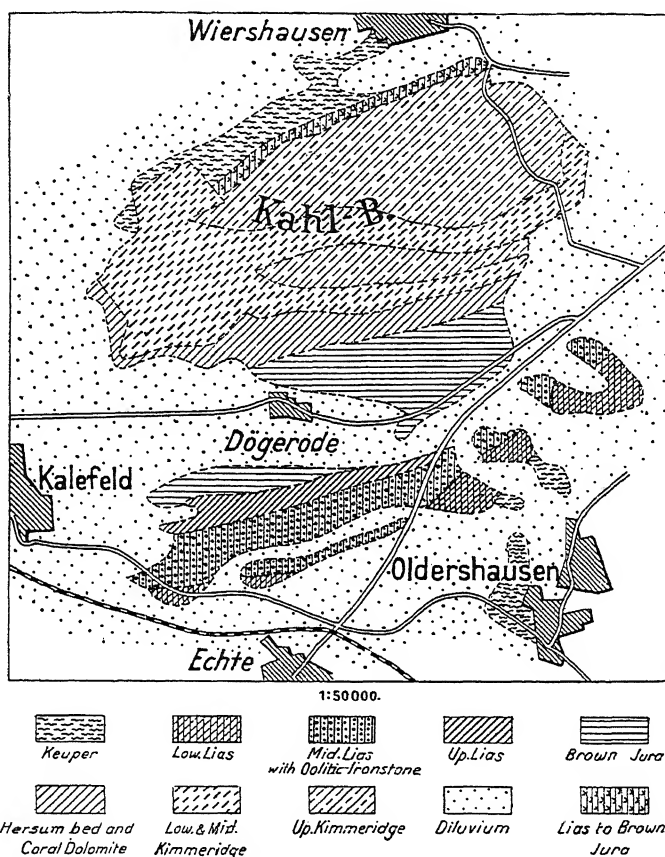 Wiershausen
Kahl-B.
Dögerode
Kalefeld
Oldershausen
Echte
1:50000.
Keuper
Low. Lias
Mid. Lias
with Oolitic-Ironstone
Up. Lias
Brown Jura
Hersum bed and
Coral Dolomite
Low. & Mid.
Kimmeridge
Up. Kimmeridge
Diluvium
Lias to Brown
Jura